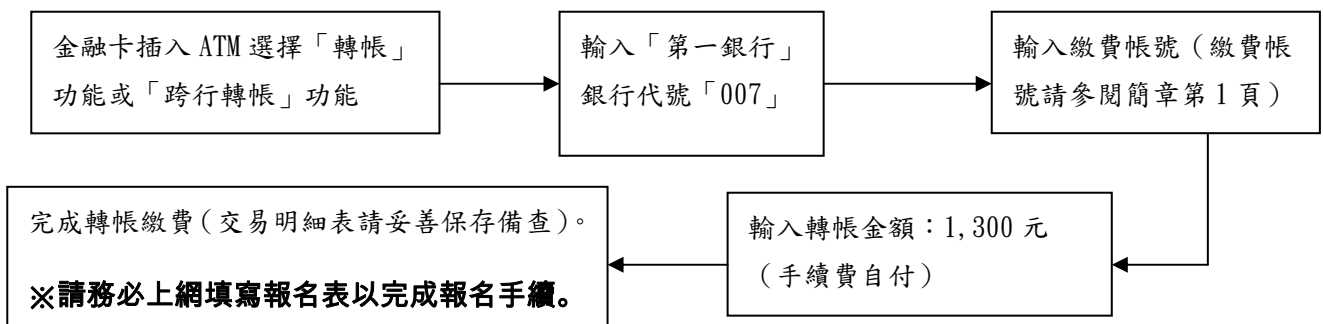 金融卡插入 ATM 選擇「轉帳」
功能或「跨行轉帳」功能
輸入「第一銀行」
銀行代號「007」
輸入繳費帳號（繳費帳
號請參閱簡章第 1 頁）
輸入轉帳金額：1,300 元
（手續費自付）
完成轉帳繳費(交易明細表請妥善保存備查)。
※請務必上網填寫報名表以完成報名手續。